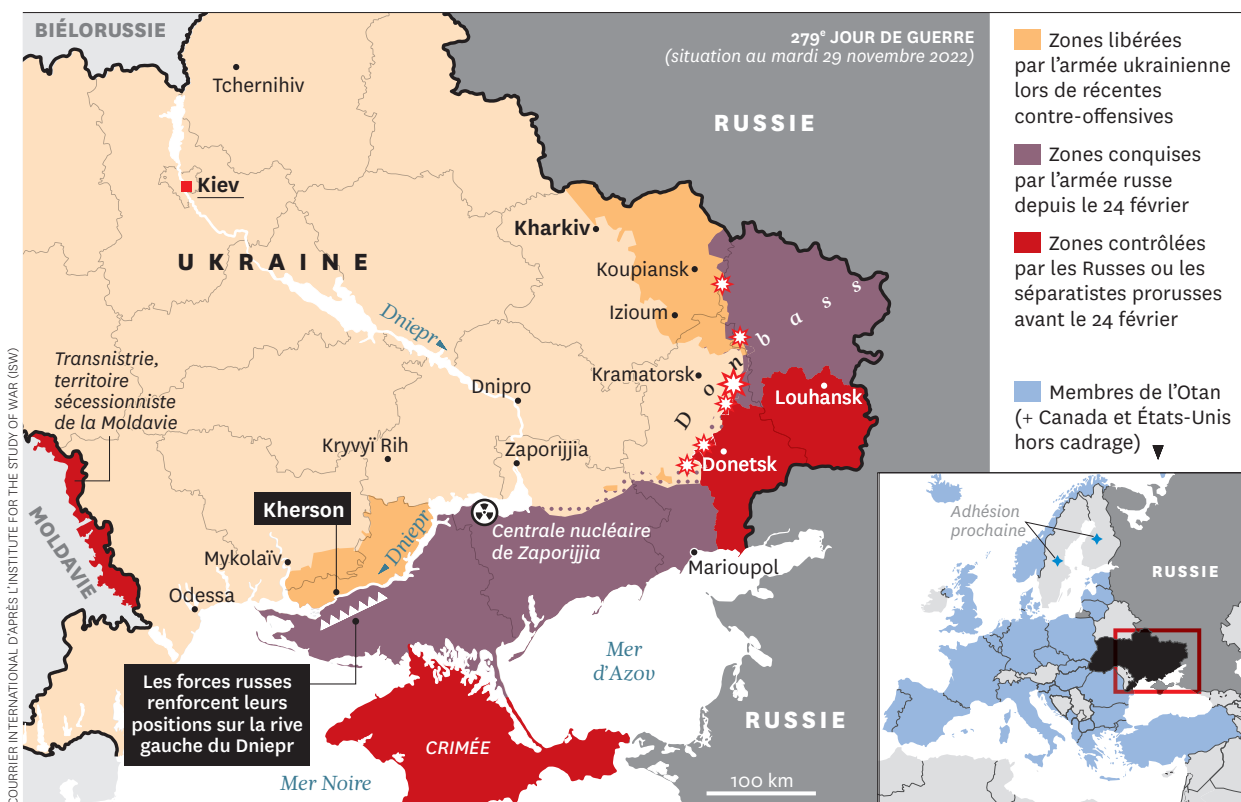 BIÉLORUSSIE
279e JOUR DE GUERRE
(situation au mardi 29 novembre 2022)
Tchernihiv
RUSSIE
Kiev
Kharkiv
UKRAINE
Koupiansk
Izioum
Dniepr
Donbass
Transnistrie,
territoire
sécessionniste
de la Moldavie
Kramatorsk
Dnipro
Louhansk
Kryvyï Rih
Zaporijjia
Donetsk
Kherson
Dniepr
Centrale nucléaire
de Zaporijjia
MOLDAVIE
Mykolaïv
Marioupol
Odessa
Mer
d'Azov
Les forces russes
renforcent leurs
positions sur la rive
gauche du Dniepr
RUSSIE
CRIMÉE
Mer Noire
100 km
Zones libérées
par l'armée ukrainienne
lors de récentes
contre-offensives
Zones conquises
par l'armée russe
depuis le 24 février
Zones contrôlées
par les Russes ou les
séparatistes prorusses
avant le 24 février
Membres de l'Otan
(+ Canada et États-Unis
hors cadrage)
Adhésion
prochaine
RUSSIE
COURRIER INTERNATIONAL D'APRÈS L'INSTITUTE FOR THE STUDY OF WAR (ISW)